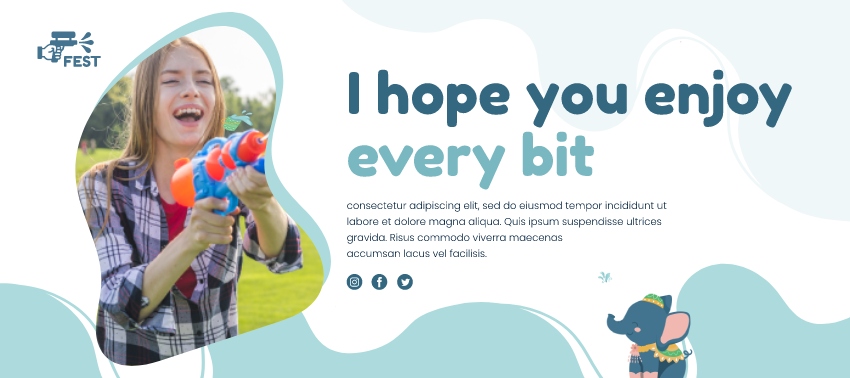 FEST
I hope you enjoy
every bit
consectetur adipiscing elit, sed do eiusmod tempor incididunt ut
labore et dolore magna aliqua. Quis ipsum suspendisse ultrices
gravida. Risus commodo viverra maecenas
accumsan lacus vel facilisis.